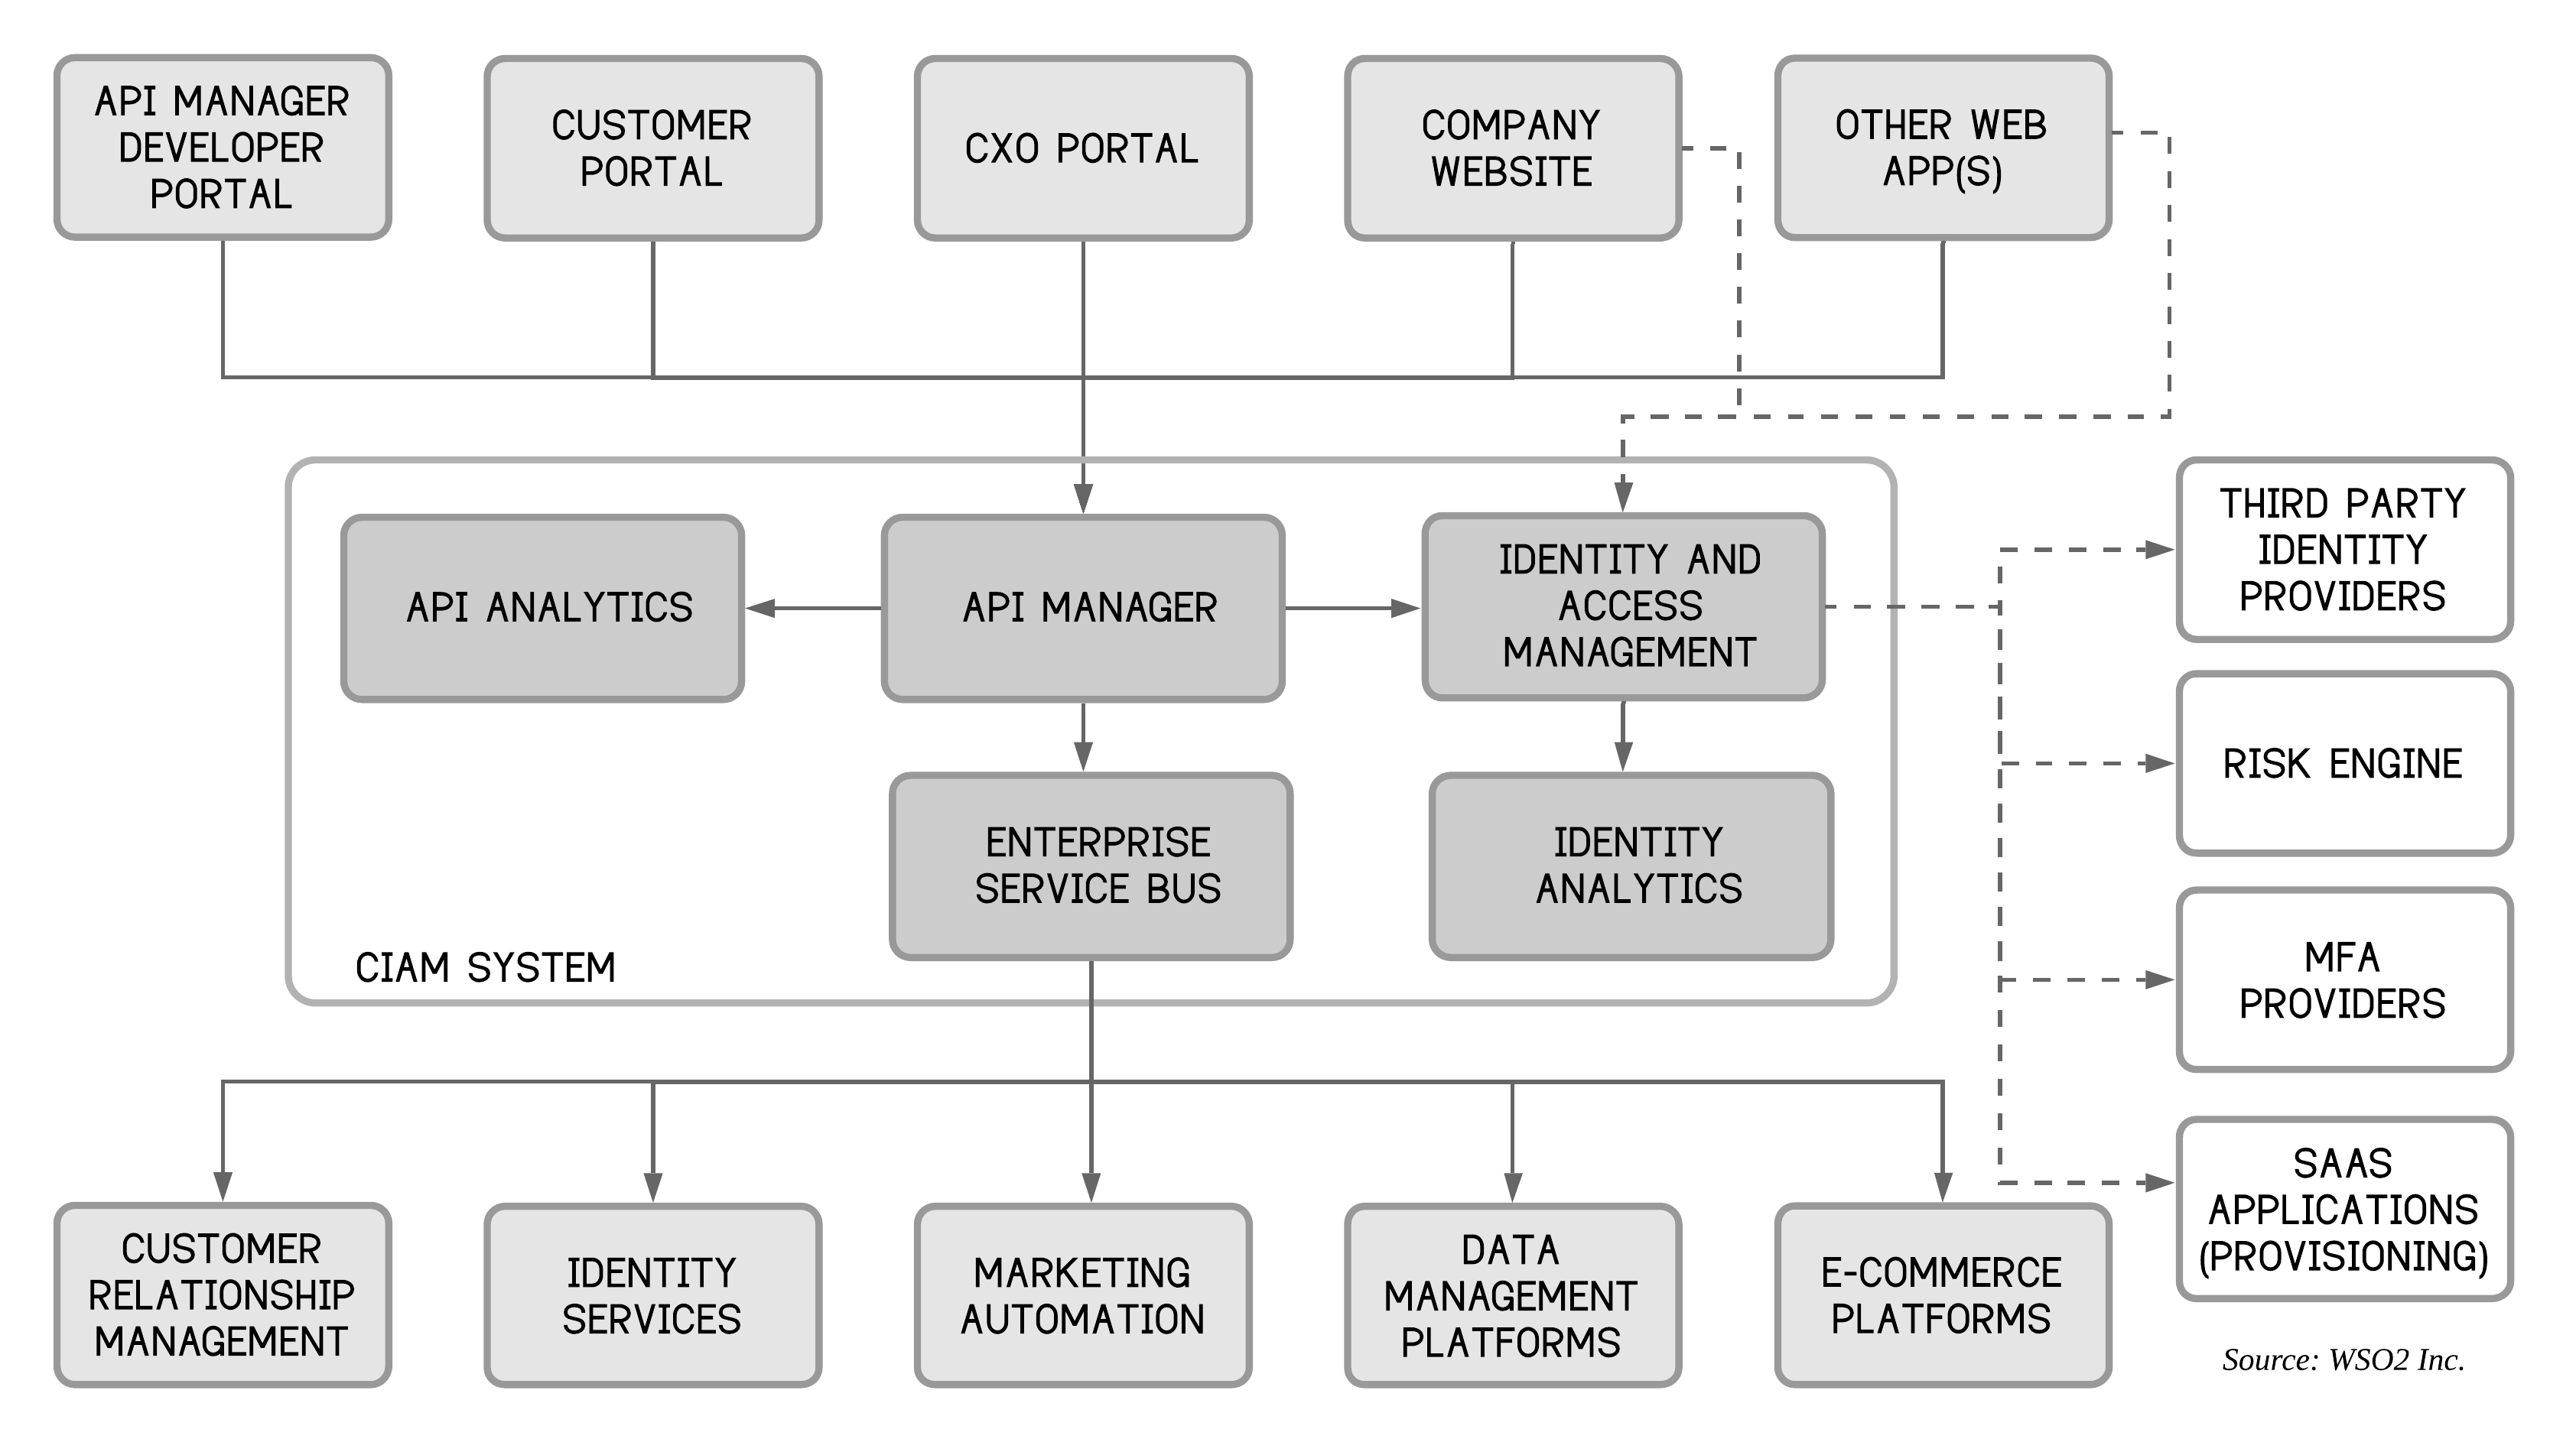 API MANAGER
DEVELOPER
PORTAL
CUSTOMER
PORTAL
CXO PORTAL
COMPANY
WEBSITE
OTHER WEB
APP(S)
API ANALYTICS
API MANAGER
IDENTITY AND
ACCESS
MANAGEMENT
THIRD PARTY
IDENTITY
PROVIDERS
RISK ENGINE
ENTERPRISE
SERVICE BUS
IDENTITY
ANALYTICS
CIAM SYSTEM
MFA
PROVIDERS
SAAS
APPLICATIONS
(PROVISIONING)
CUSTOMER
RELATIONSHIP
MANAGEMENT
IDENTITY
SERVICES
MARKETING
AUTOMATION
DATA
MANAGEMENT
PLATFORMS
E-COMMERCE
PLATFORMS
Source: WSO2 Inc.